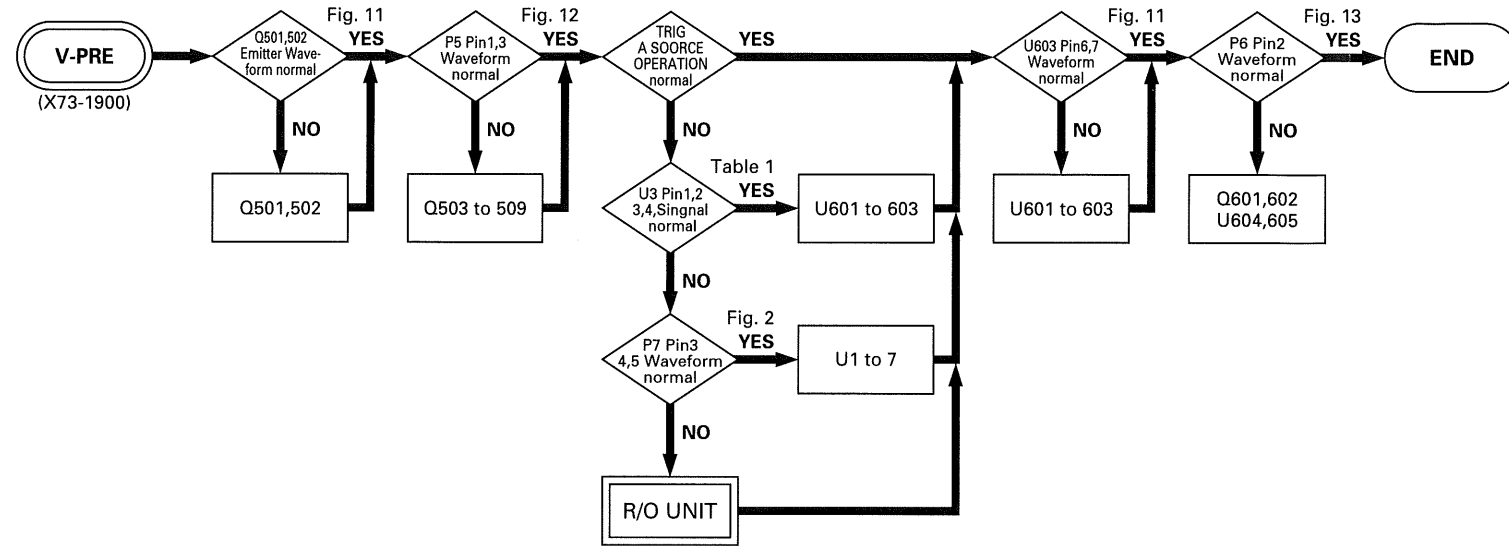 V-PRE
(X73-1900)
Q501,502
Emitter Wave-
form normal
Fig. 11
YES
NO
Q501,502
P5 Pin1,3
Waveform
normal
Fig. 12
YES
NO
Q503 to 509
TRIG
A SOORCE
OPERATION
normal
YES
NO
U3 Pin1,2
3,4,Singnal
normal
Table 1
YES
U601 to 603
NO
P7 Pin3
4,5 Waveform
normal
Fig. 2
YES
U1 to 7
NO
R/O UNIT
U603 Pin6,7
Waveform
normal
Fig. 11
YES
NO
U601 to 603
P6 Pin2
Waveform
normal
Fig. 13
YES
NO
Q601,602
U604,605
END